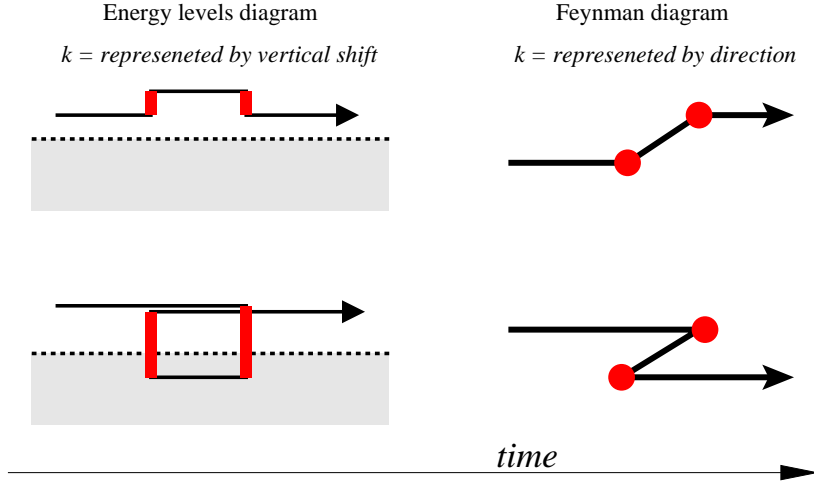 Energy levels diagram
Feynman diagram
k = represeneted by vertical shift
k = represeneted by direction
time